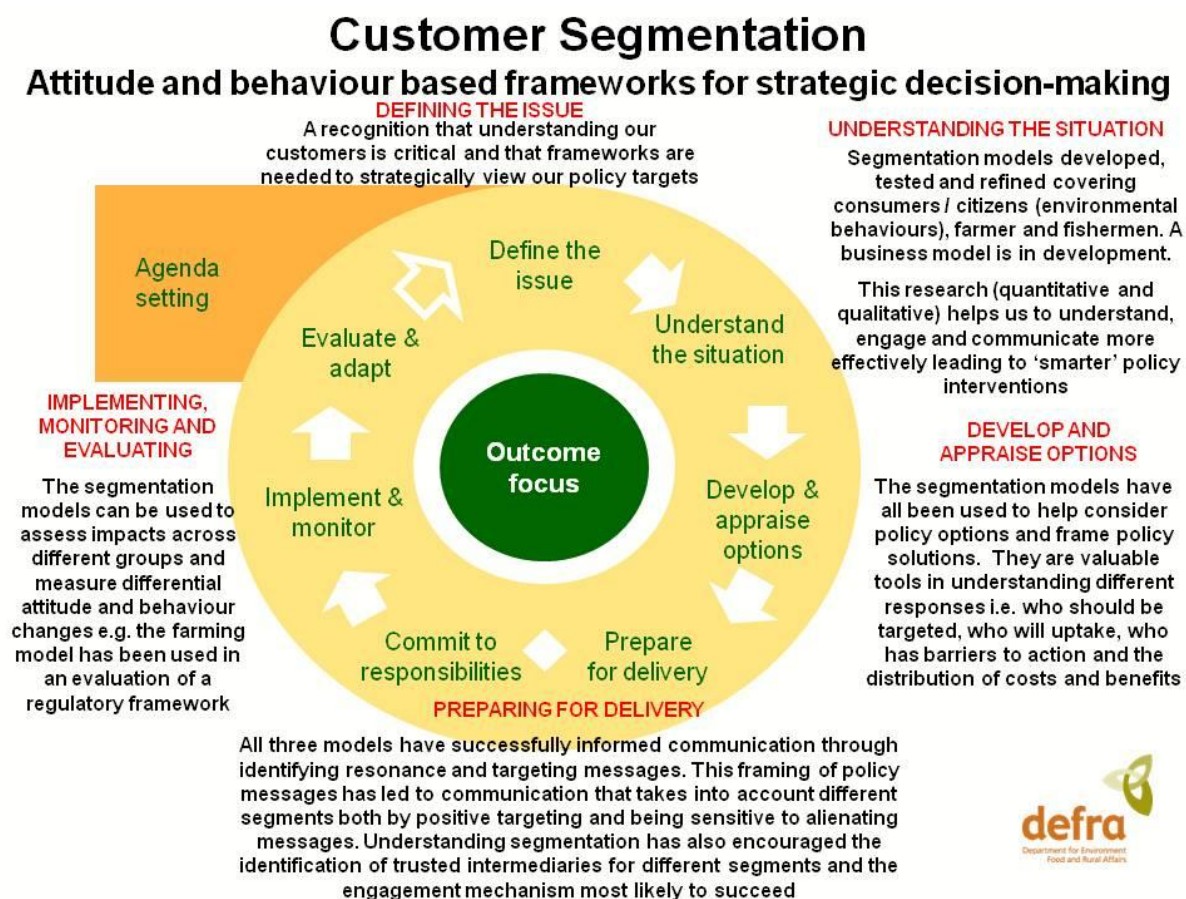 Customer Segmentation
Attitude and behaviour based frameworks for strategic decision-making
DEFINING THE ISSUE
A recognition that understanding our
customers is critical and that frameworks are
needed to strategically view our policy targets
UNDERSTANDING THE SITUATION
Segmentation models developed,
tested and refined covering
consumers / citizens (environmental
behaviours), farmer and fishermen. A
business model is in development.
This research (quantitative and
qualitative) helps us to understand,
engage and communicate more
effectively leading to ‘smarter’ policy
interventions
DEVELOP AND
APPRAISE OPTIONS
The segmentation models have
all been used to help consider
policy options and frame policy
solutions. They are valuable
tools in understanding different
responses i.e. who should be
targeted, who will uptake, who
has barriers to action and the
distribution of costs and benefits
Agenda
setting
Define the
issue
Understand
the situation
Develop &
appraise
options
Prepare
for delivery
Commit to
responsibilities
Implement &
monitor
Evaluate &
adapt
Outcome
focus
IMPLEMENTING,
MONITORING AND
EVALUATING
The segmentation
models can be used to
assess impacts across
different groups and
measure differential
attitude and behaviour
changes e.g. the farming
model has been used in
an evaluation of a
regulatory framework
PREPARING FOR DELIVERY
All three models have successfully informed communication through
identifying resonance and targeting messages. This framing of policy
messages has led to communication that takes into account different
segments both by positive targeting and being sensitive to alienating
messages. Understanding segmentation has also encouraged the
identification of trusted intermediaries for different segments and the
engagement mechanism most likely to succeed
defra
Department for Environment
Food and Rural Affairs